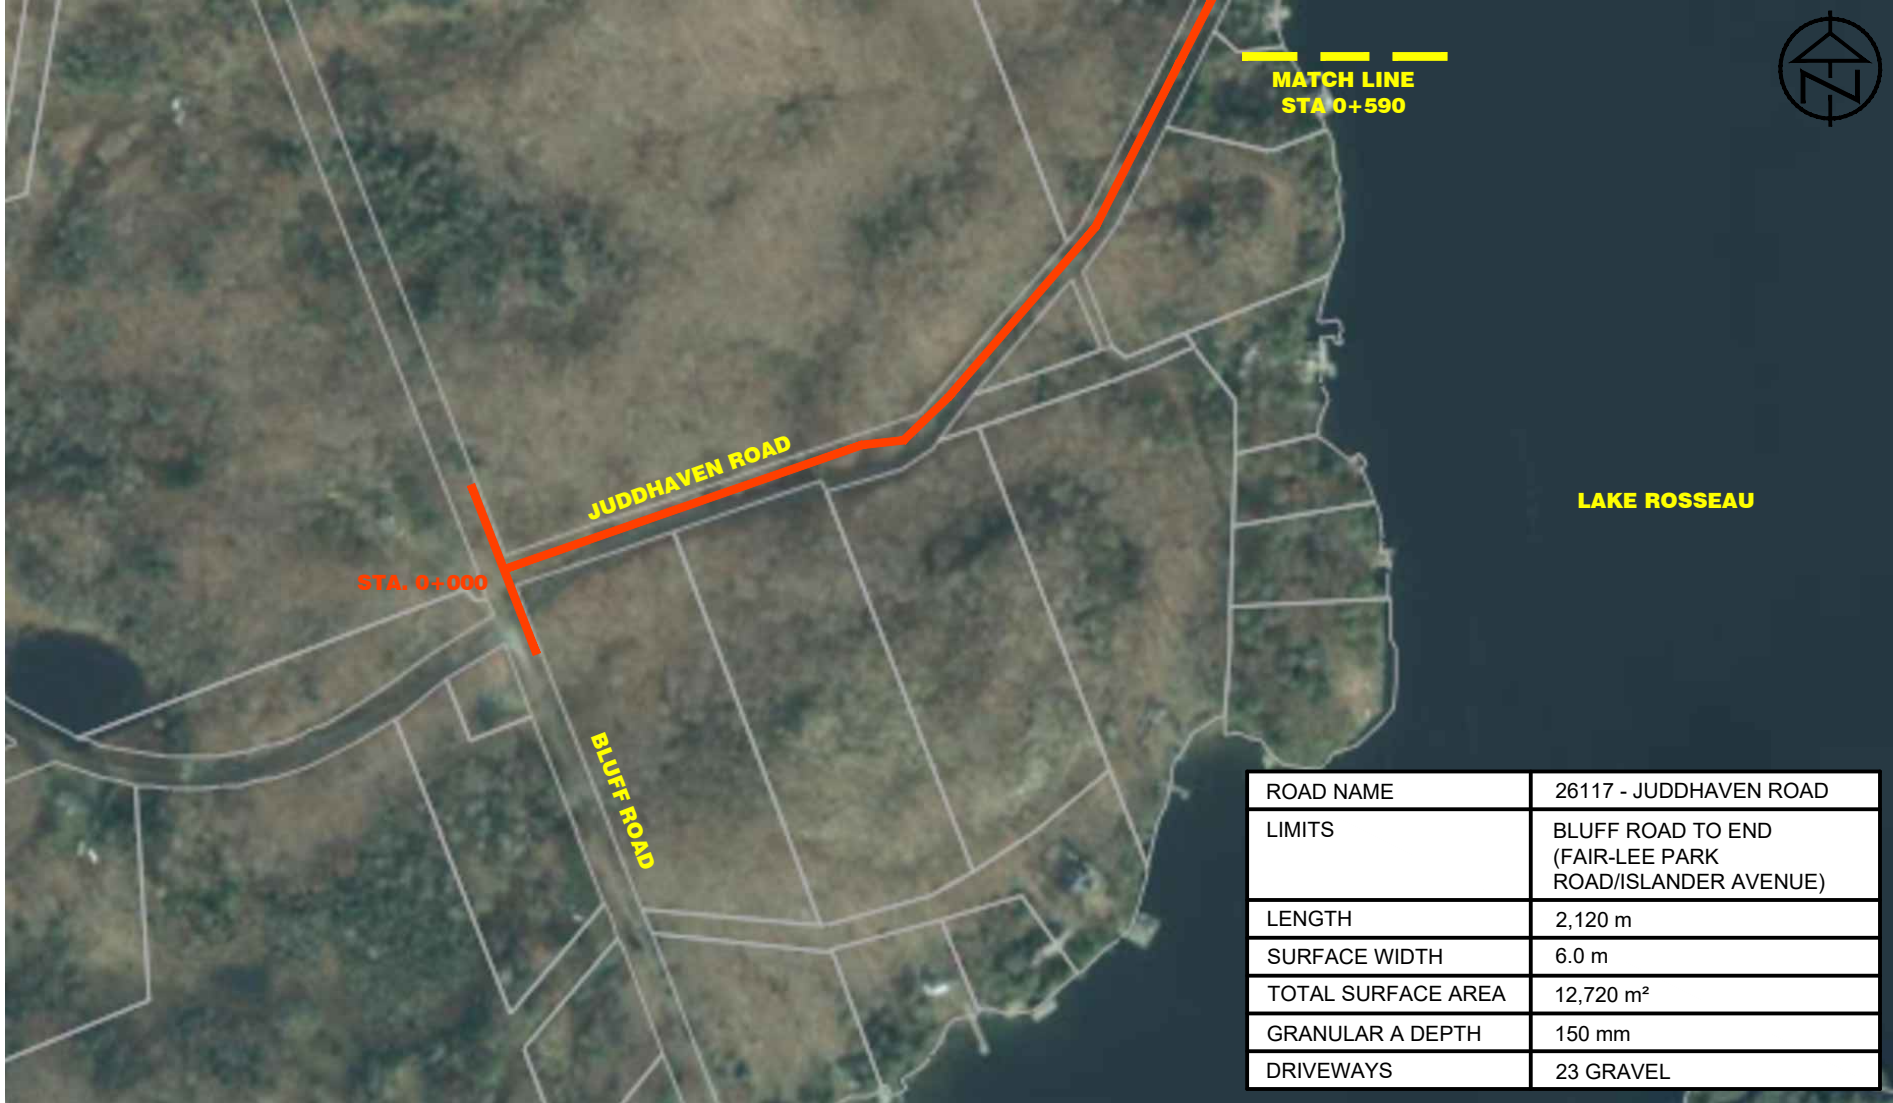 MATCH LINE
STA 0+590
N
JUDDHAVEN ROAD
LAKE ROSSEAU
STA. 0+000
BLUFF ROAD
ROAD NAME 26117 - JUDDHAVEN ROAD
LIMITS BLUFF ROAD TO END
(FAIR-LEE PARK
ROAD/ISLANDER AVENUE)
LENGTH 2,120 m
SURFACE WIDTH 6.0 m
TOTAL SURFACE AREA 12,720 m²
GRANULAR A DEPTH 150 mm
DRIVEWAYS 23 GRAVEL